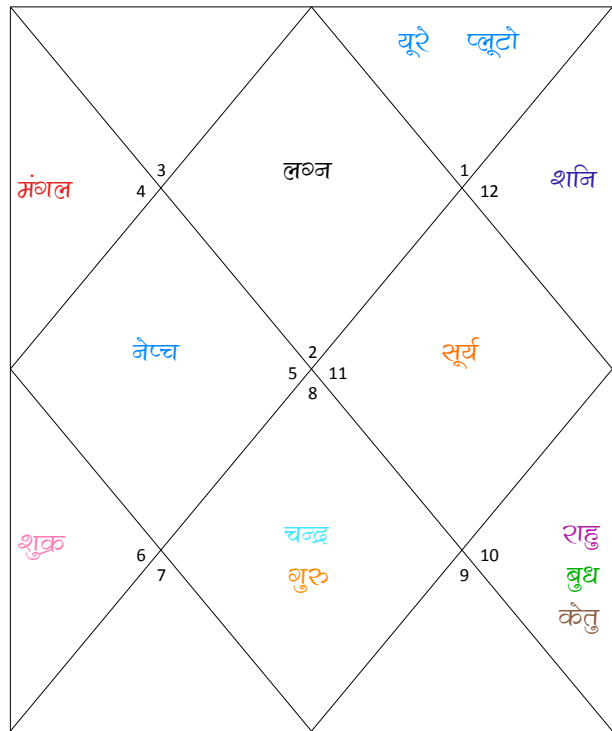 यूरे प्लूटो
3 लग्न 1
मंगल 4 12 शनि
नेप्च 2 सूर्य
5 11
8
चन्द्र राहु
शुक्र 6 10
7 गुरु 9 बुध
केतु